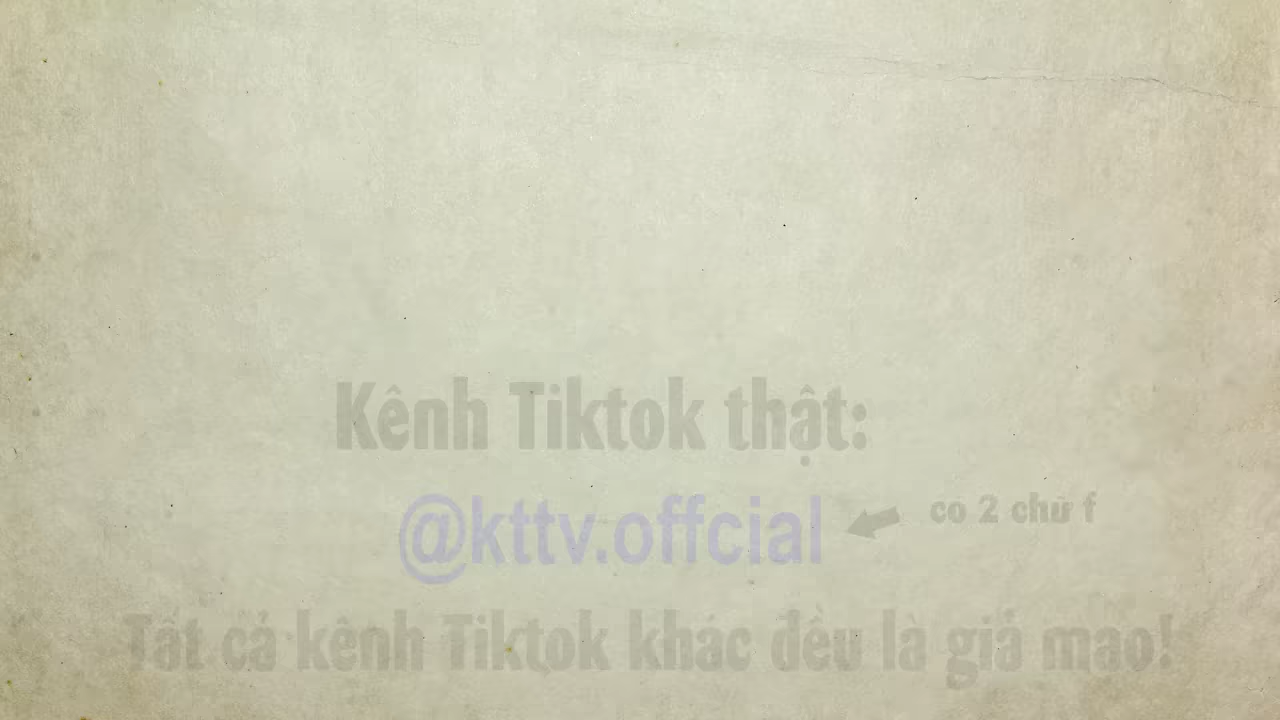 Kênh Tiktok thật:
@kttv.offcial
có 2 chữ f
Tất cả kênh Tiktok khác đều là giả mạo!